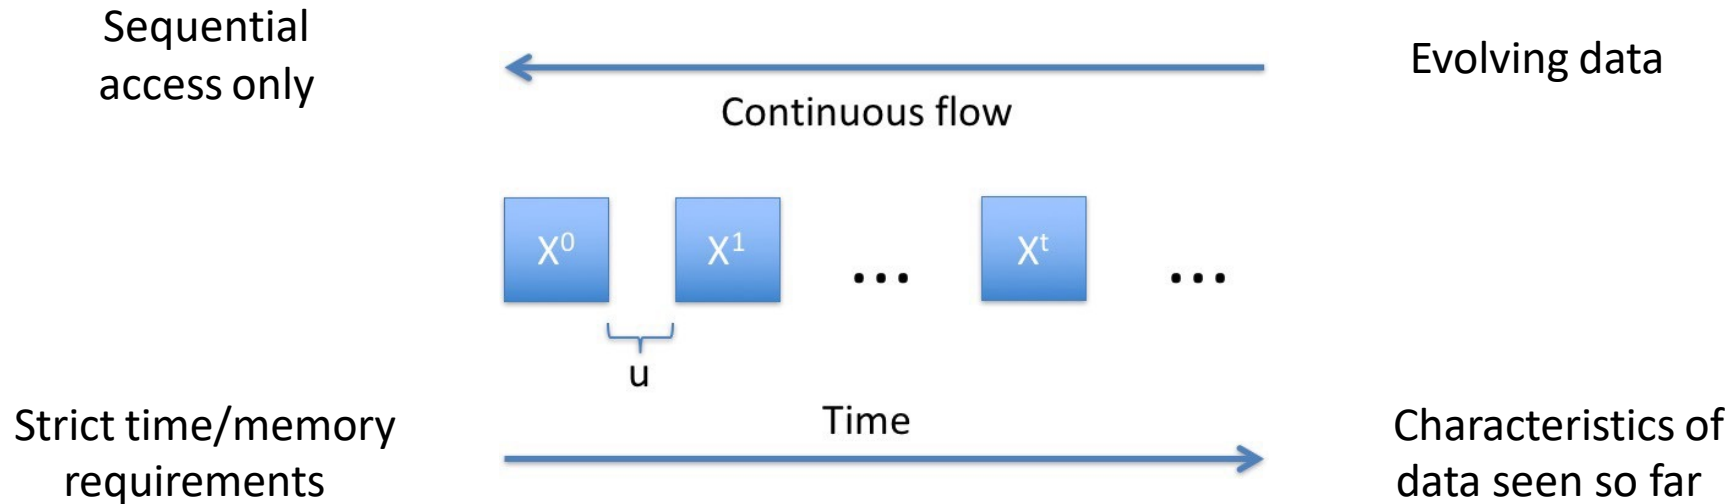 Sequential
access only
Evolving data
Continuous flow
X⁰
X¹
...
Xᵗ
...
u
Strict time/memory
requirements
Time
Characteristics of
data seen so far